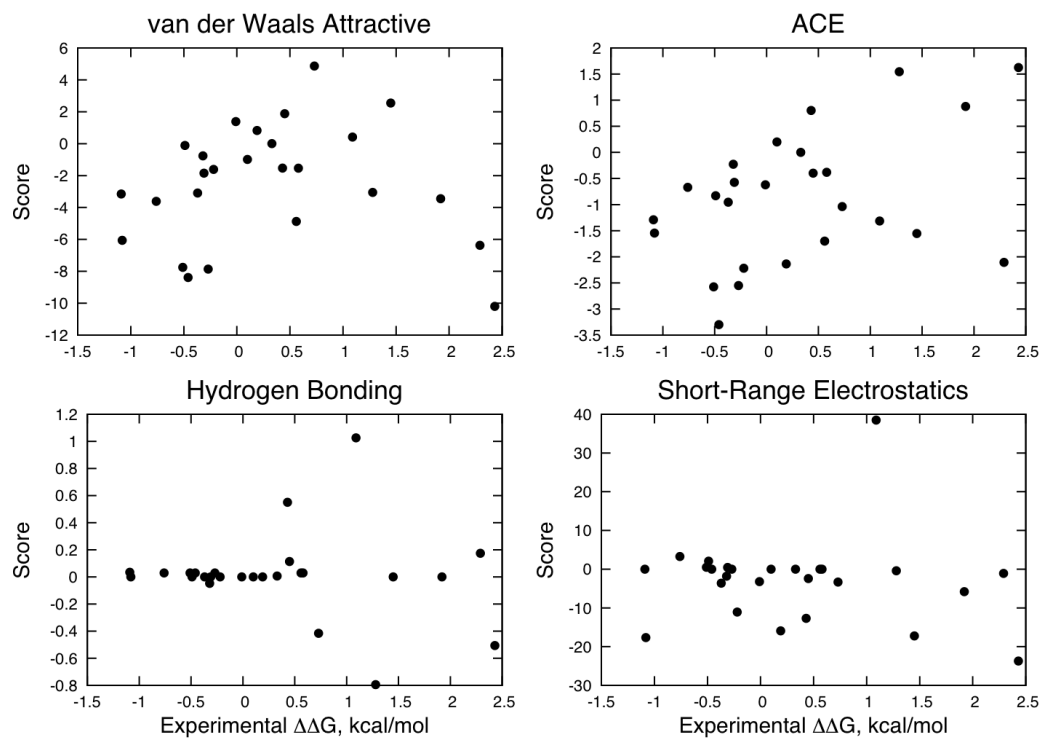 van der Waals Attractive
ACE
6
4
2
0
-2
-4
-6
-8
-10
-12
Score
-1.5 -1 -0.5 0 0.5 1 1.5 2 2.5
2
1.5
1
0.5
0
-0.5
-1
-1.5
-2
-2.5
-3
-3.5
Score
-1.5 -1 -0.5 0 0.5 1 1.5 2 2.5
Hydrogen Bonding
Short-Range Electrostatics
1.2
1
0.8
0.6
0.4
0.2
0
-0.2
-0.4
-0.6
-0.8
Score
-1.5 -1 -0.5 0 0.5 1 1.5 2 2.5
Experimental ΔΔG, kcal/mol
40
30
20
10
0
-10
-20
-30
Score
-1.5 -1 -0.5 0 0.5 1 1.5 2 2.5
Experimental ΔΔG, kcal/mol